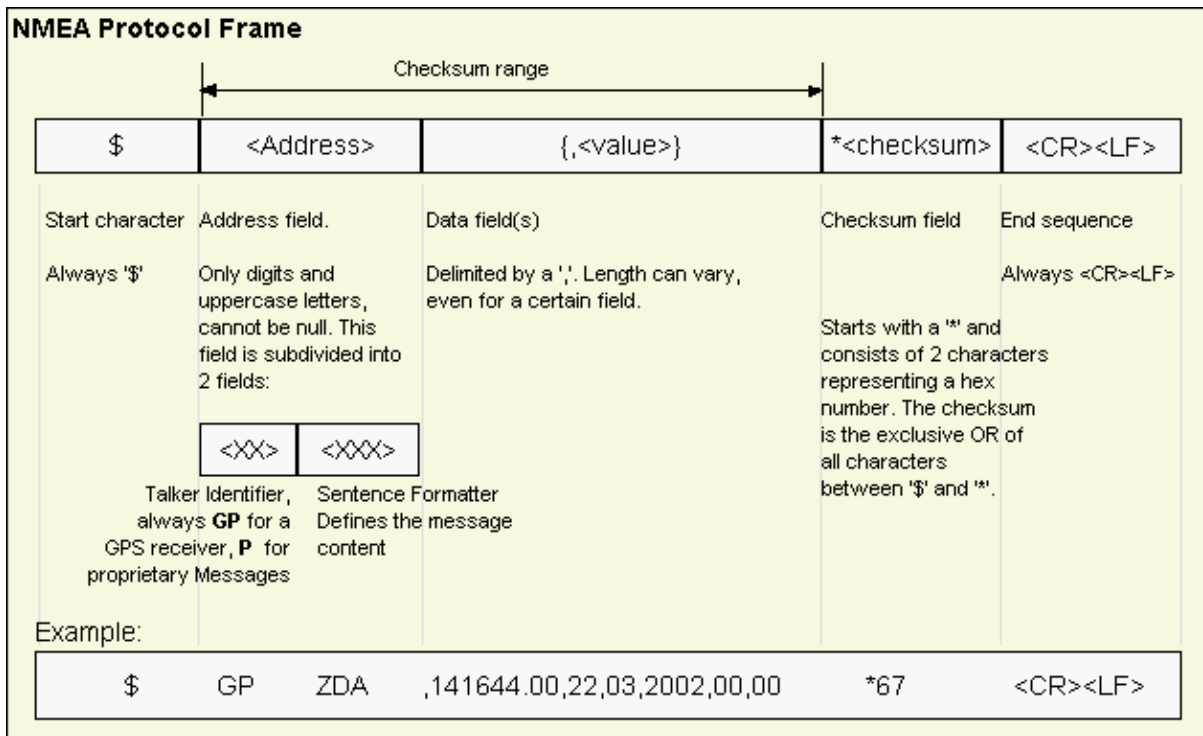 NMEA Protocol Frame
Checksum range
$ <Address> {,<value>} *<checksum> <CR><LF>
Start character
Always '$'
Address field.
Only digits and
uppercase letters,
cannot be null. This
field is subdivided into
2 fields:
<XX> <XXX>
Talker Identifier,
always GP for a
GPS receiver, P for
proprietary Messages
Sentence Formatter
Defines the message
content
Data field(s)
Delimited by a ','. Length can vary,
even for a certain field.
Checksum field
Starts with a '*' and
consists of 2 characters
representing a hex
number. The checksum
is the exclusive OR of
all characters
between '$' and '*'.
End sequence
Always <CR><LF>
Example:
$ GP ZDA ,141644.00,22,03,2002,00,00 *67 <CR><LF>